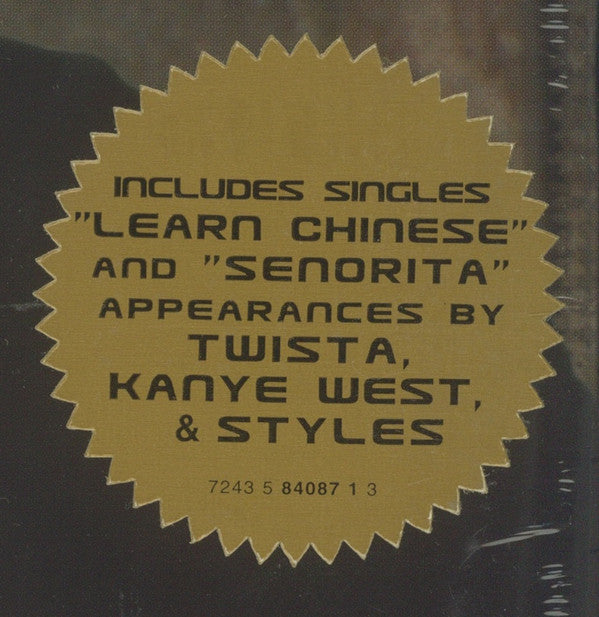 INCLUDES SINGLES
"LEARN CHINESE"
AND "SENORITA"
APPEARANCES BY
TWISTA,
KANYE WEST,
& STYLES
7243 5 84087 1 3